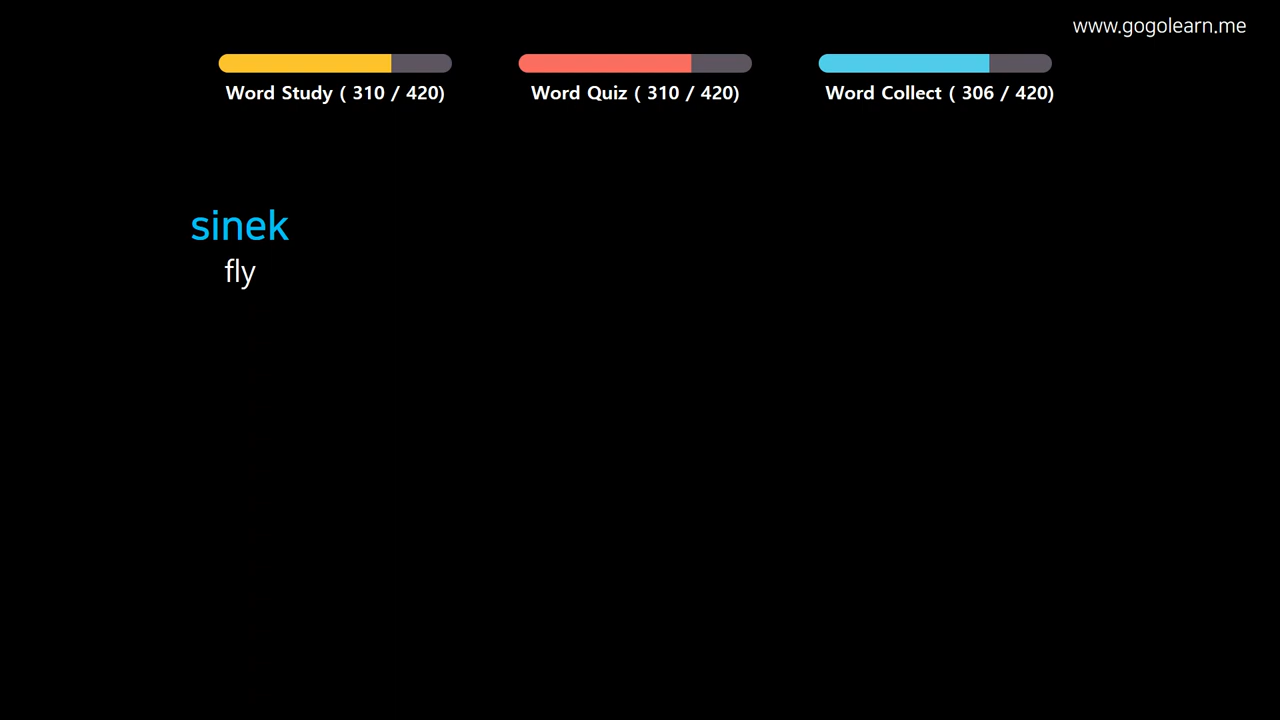 www.gogolearn.me
Word Study ( 310 / 420)
Word Quiz ( 310 / 420)
Word Collect ( 306 / 420)
sinek
fly